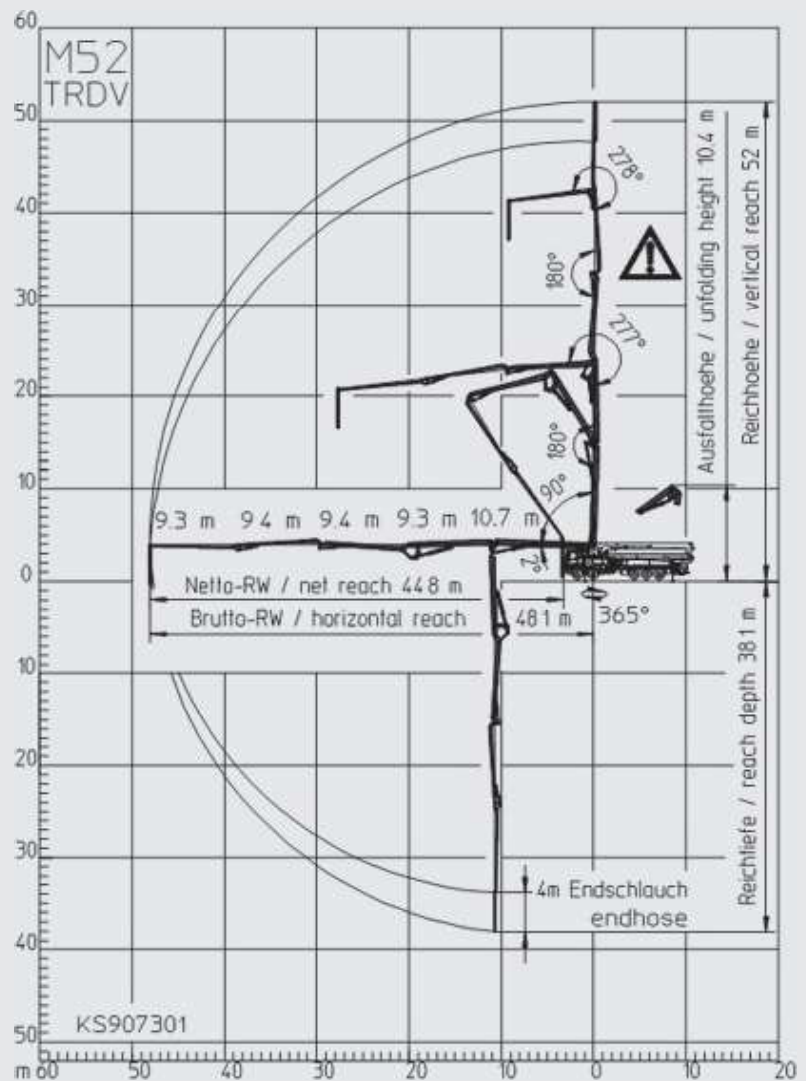 60
M52
TRDV
50
278°
40
180°
30
277°
20
180°
90°
10
9.3 m 9.4 m 9.4 m 9.3 m 10.7 m
2°
0
Netto-RW / net reach 44.8 m
Brutto-RW / horizontal reach 48.1 m
365°
10
20
30
4m Endschlauch
endhose
40
KS907301
50
m 60 50 40 30 20 10 0 10 20
Ausfalthoehe / unfolding height 10.4 m
Reichhoehe / vertical reach 52 m
Reichtiefe / reach depth 38.1 m